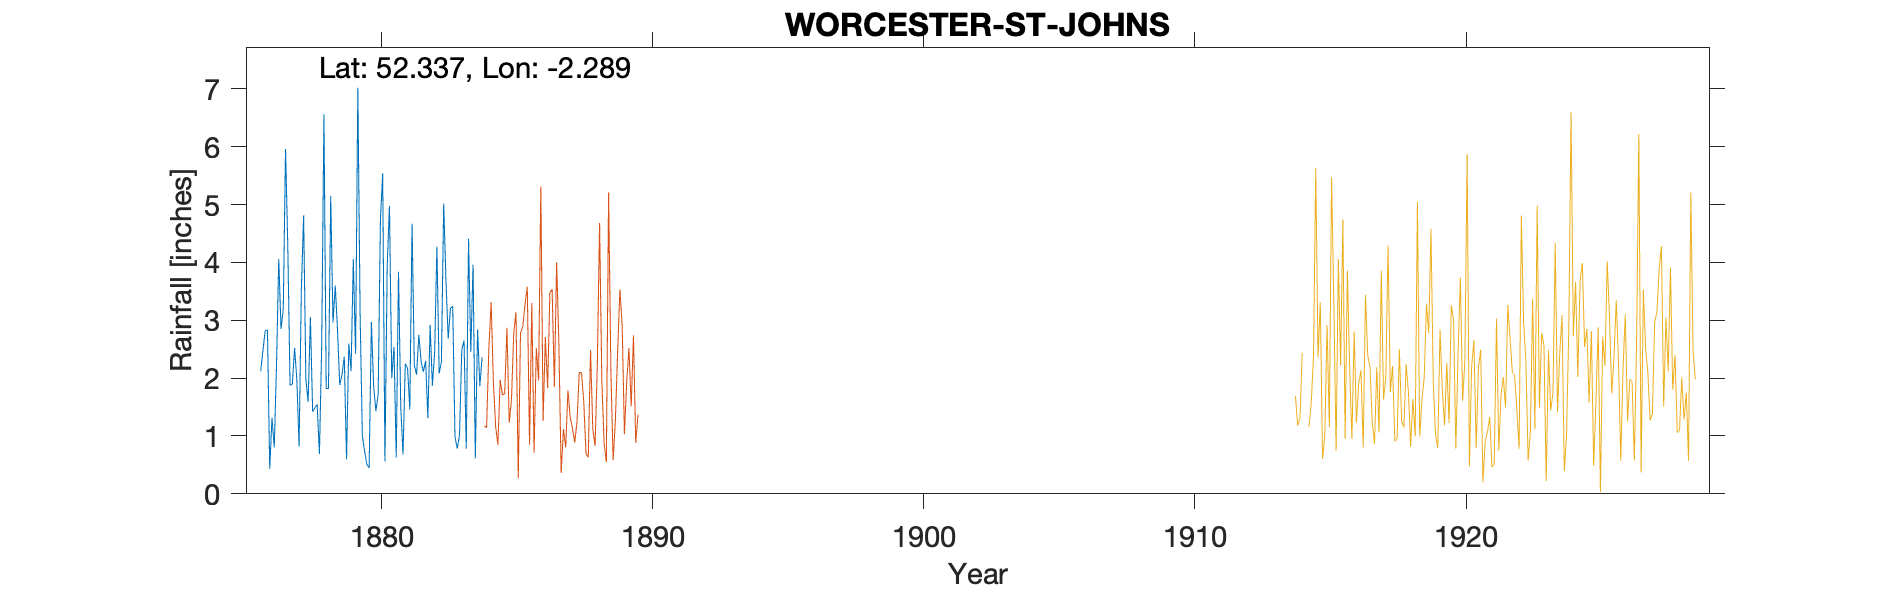 WORCESTER-ST-JOHNS
Lat: 52.337, Lon: -2.289
7
6
5
4
3
2
1
0
Rainfall [inches]
1880 1890 1900 1910 1920
Year